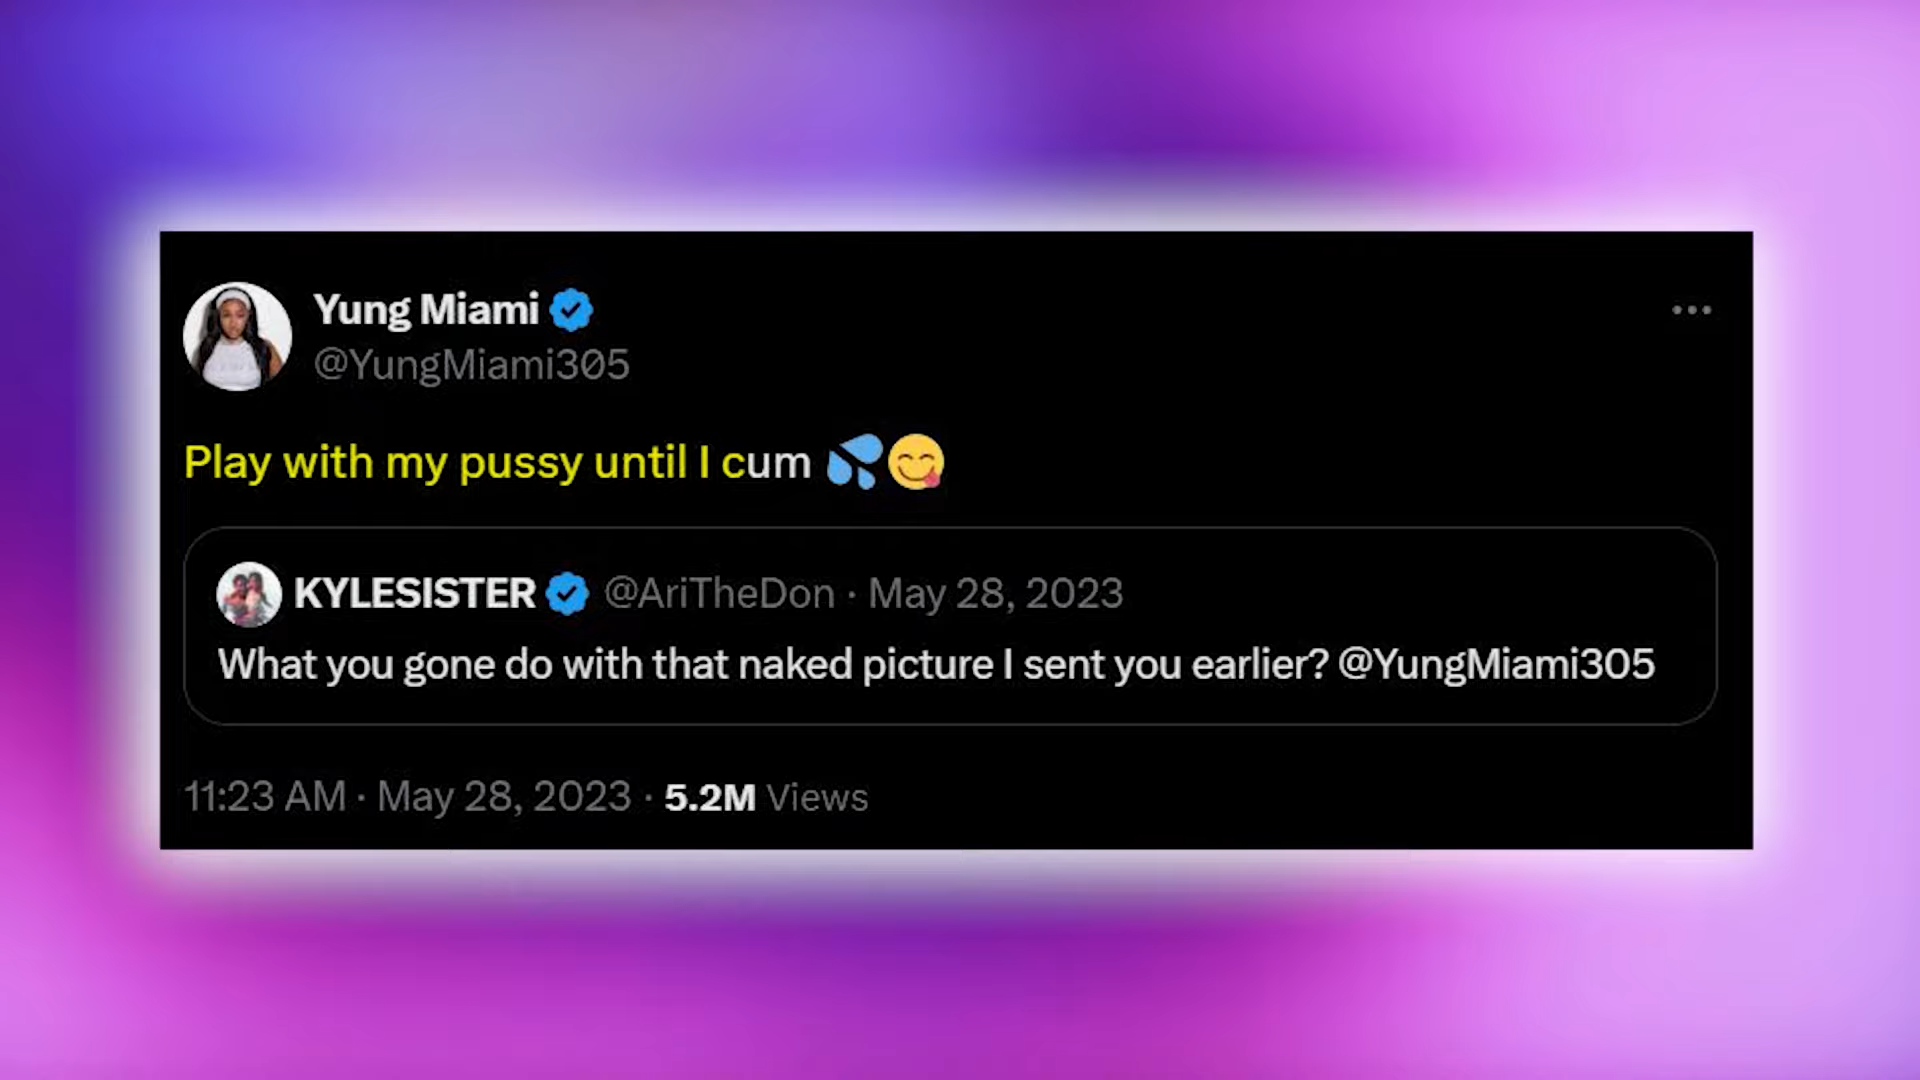 Yung Miami
@YungMiami305
Play with my pussy until I cum 💦😋
KYLESISTER @AriTheDon · May 28, 2023
What you gone do with that naked picture I sent you earlier? @YungMiami305
11:23 AM · May 28, 2023 · 5.2M Views